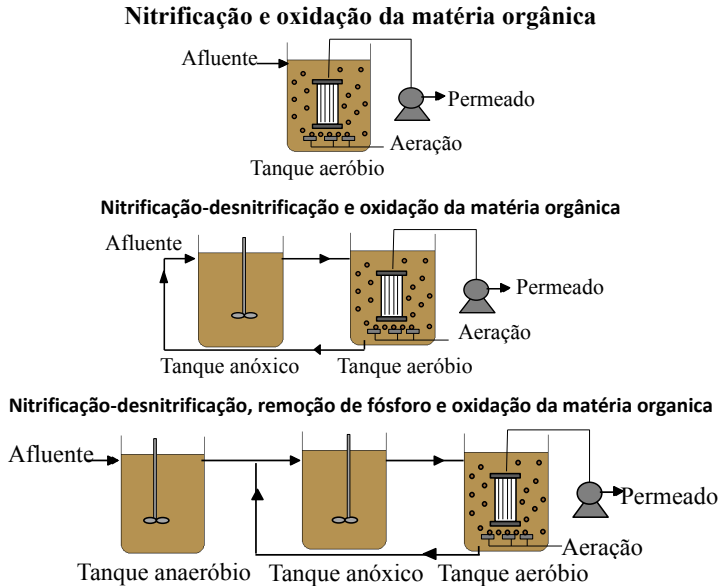 Nitrificação e oxidação da matéria orgânica
Afluente
Permeado
Aeração
Tanque aeróbio
Nitrificação-desnitrificação e oxidação da matéria orgânica
Afluente
Permeado
Aeração
Tanque anóxico
Tanque aeróbio
Nitrificação-desnitrificação, remoção de fósforo e oxidação da matéria organica
Afluente
Permeado
Aeração
Tanque anaeróbio
Tanque anóxico
Tanque aeróbio